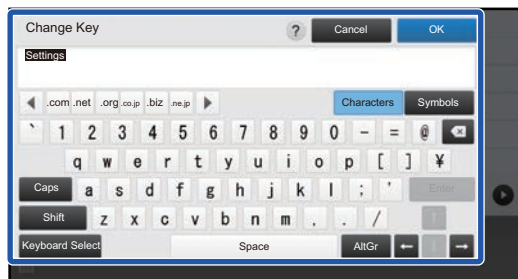 Change Key ? Cancel OK
Settings
.com .net .org .co.jp .biz .ne.jp Characters Symbols
` 1 2 3 4 5 6 7 8 9 0 - = @
q w e r t y u i o p [ ] ¥
Caps a s d f g h j k l ; ' Enter
Shift z x c v b n m , . / ↑
Keyboard Select Space AltGr ← ↓ →